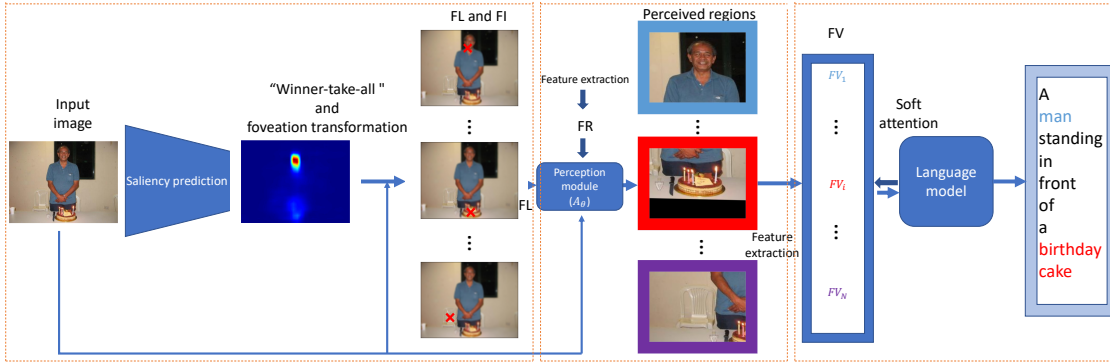 Input
image
Saliency prediction
“Winner-take-all "
and
foveation transformation
FL and FI
⋮
⋮
FL
Feature extraction
FR
Perception
module
(A_θ)
Perceived regions
⋮
⋮
Feature
extraction
FV
FV_1
⋮
FV_i
⋮
FV_N
Soft
attention
Language
model
A
man
standing
in
front
of
a
birthday
cake